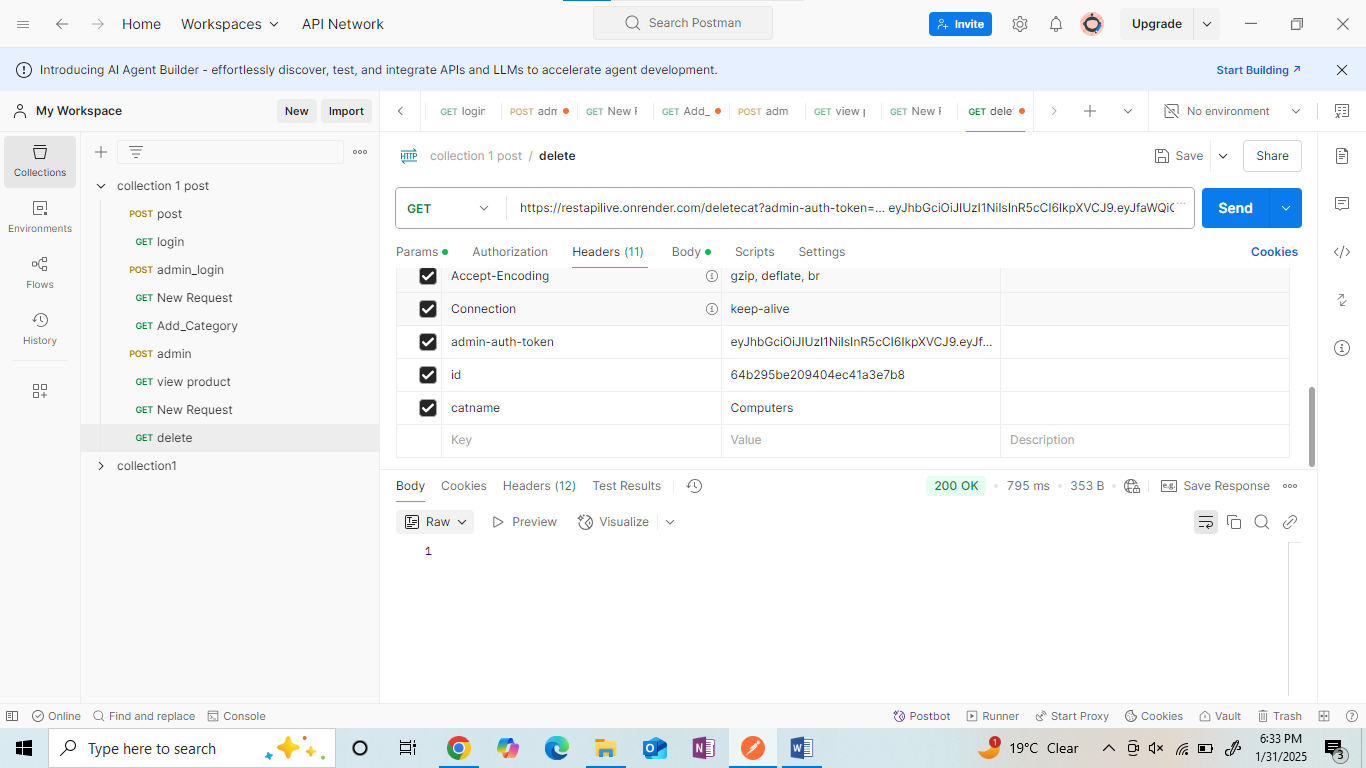 Home Workspaces API Network Search Postman Invite Upgrade
Introducing AI Agent Builder - effortlessly discover, test, and integrate APIs and LLMs to accelerate agent development. Start Building
My Workspace New Import GET login POST adm GET New F GET Add_ POST adm GET view p GET New F GET dele No environment
Collections
Environments
Flows
History
collection 1 post
POST post
GET login
POST admin_login
GET New Request
GET Add_Category
POST admin
GET view product
GET New Request
GET delete
collection1
HTTP collection 1 post / delete Save Share
GET https://restapilive.onrender.com/deletecat?admin-auth-token=... eyJhbGciOiJIUzI1NiIsInR5cCI6IkpXVCJ9.eyJfaWQiC ... Send
Params Authorization Headers (11) Body Scripts Settings Cookies
Accept-Encoding gzip, deflate, br
Connection keep-alive
admin-auth-token eyJhbGciOiJIUzI1NiIsInR5cCI6IkpXVCJ9.eyJf...
id 64b295be209404ec41a3e7b8
catname Computers
Key Value Description
Body Cookies Headers (12) Test Results 200 OK 795 ms 353 B e.g. Save Response
Raw Preview Visualize
1
Online Find and replace Console Postbot Runner Start Proxy Cookies Vault Trash
Type here to search 1 19°C Clear 6:33 PM
1/31/2025 3